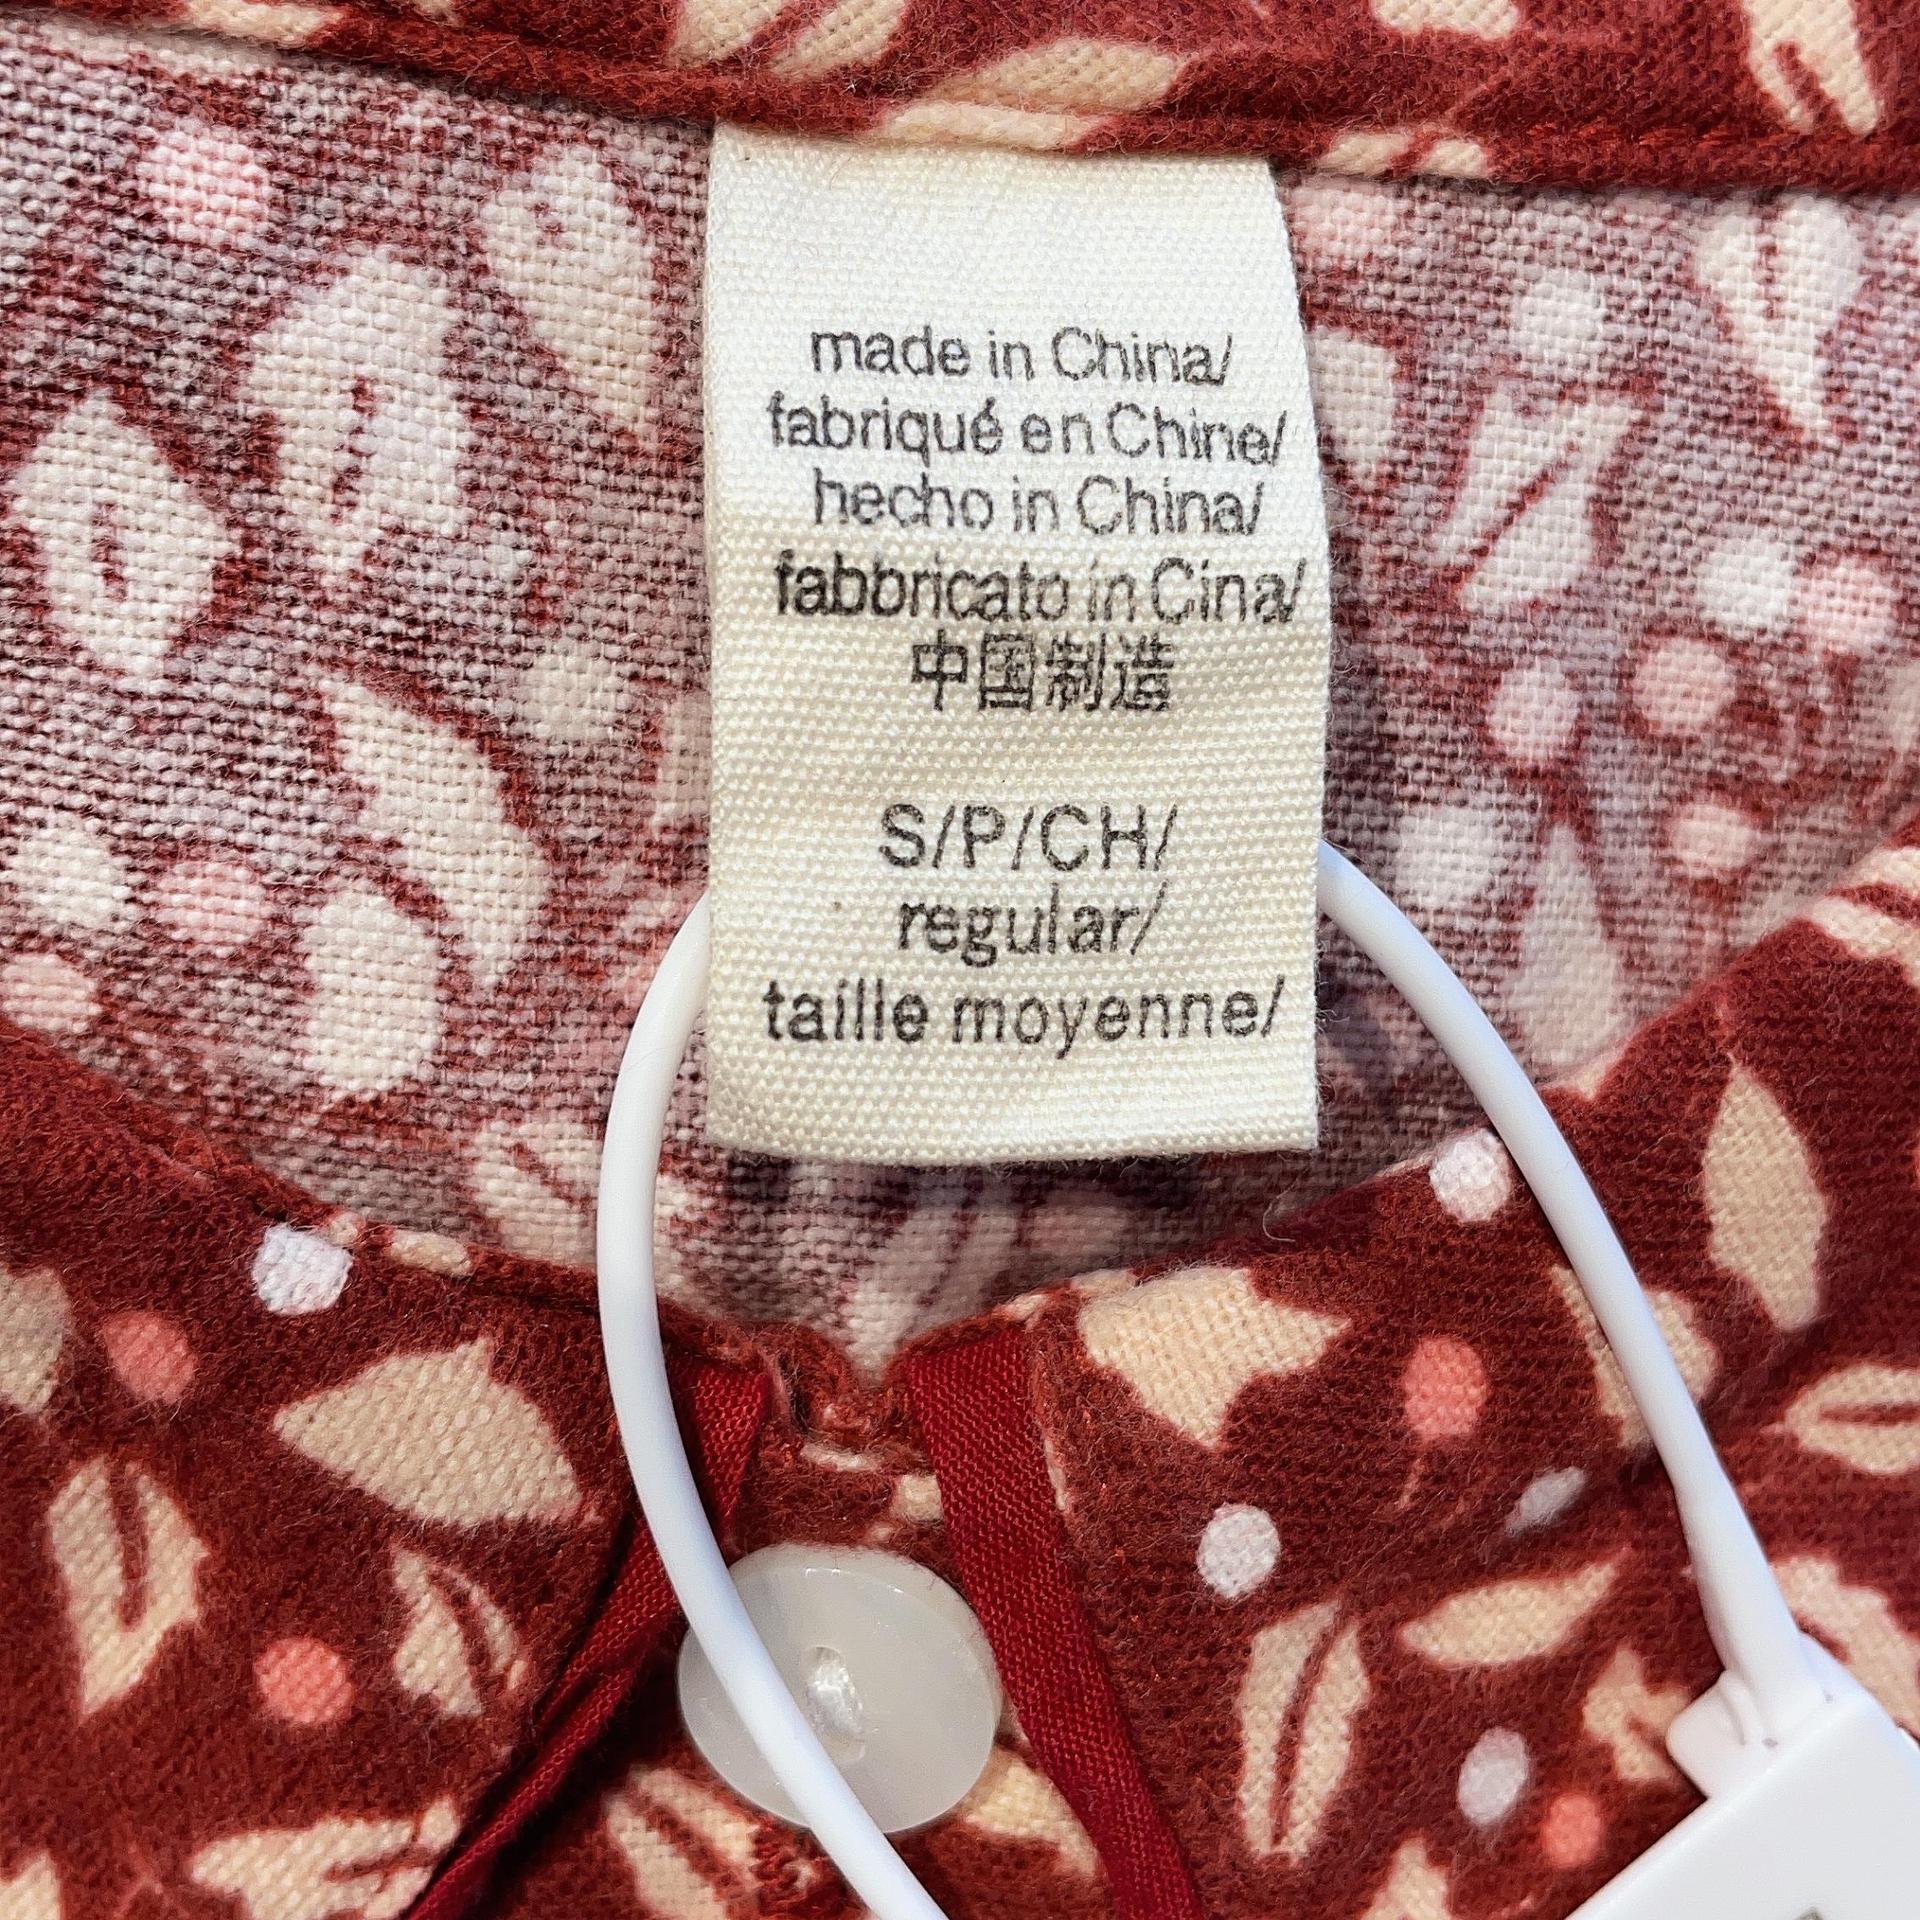 made in China/
fabriqué en Chine/
hecho in China/
fabbricato in Cina/
中国制造
S/P/CH/
regular/
taille moyenne/